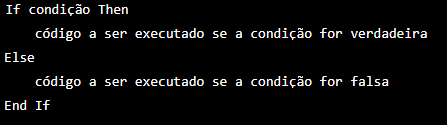 If condição Then
    código a ser executado se a condição for verdadeira
Else
    código a ser executado se a condição for falsa
End If